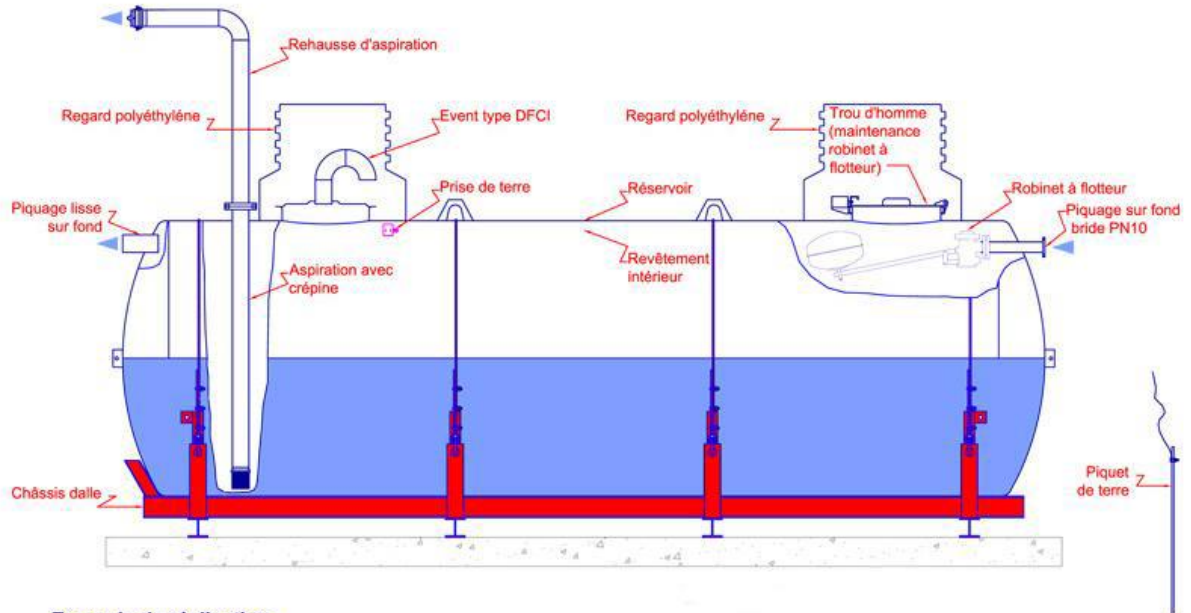 Rehausse d'aspiration
Regard polyéthyléne
Event type DFCI
Regard polyéthyléne
Trou d'homme
(maintenance
robinet à
flotteur)
Prise de terre
Réservoir
Robinet à flotteur
Piquage lisse
sur fond
Piquage sur fond
bride PN10
Revêtement
intérieur
Aspiration avec
crépine
Châssis dalle
Piquet
de terre